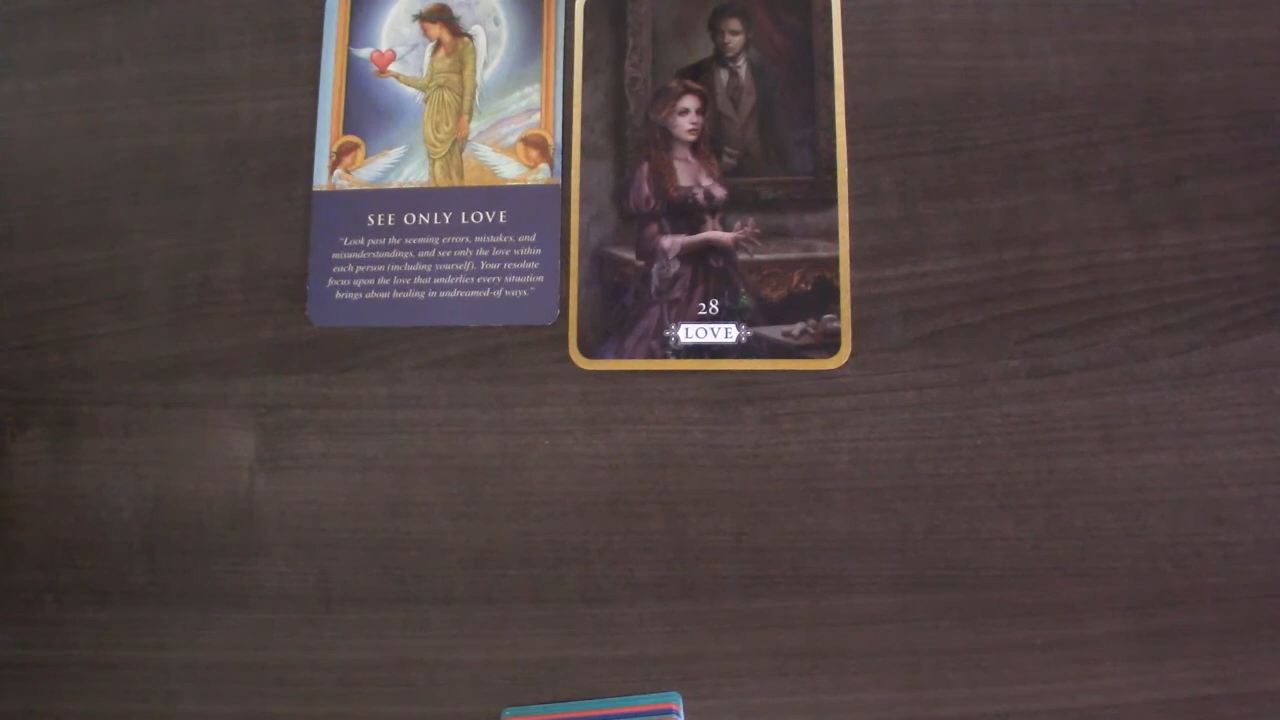 SEE ONLY LOVE
"Look past the seeming errors, mistakes, and
misunderstandings, and see only the love within
each person (including yourself). Your resolute
focus upon the love that underlies every situation
brings about healing in undreamed-of ways."
28
LOVE